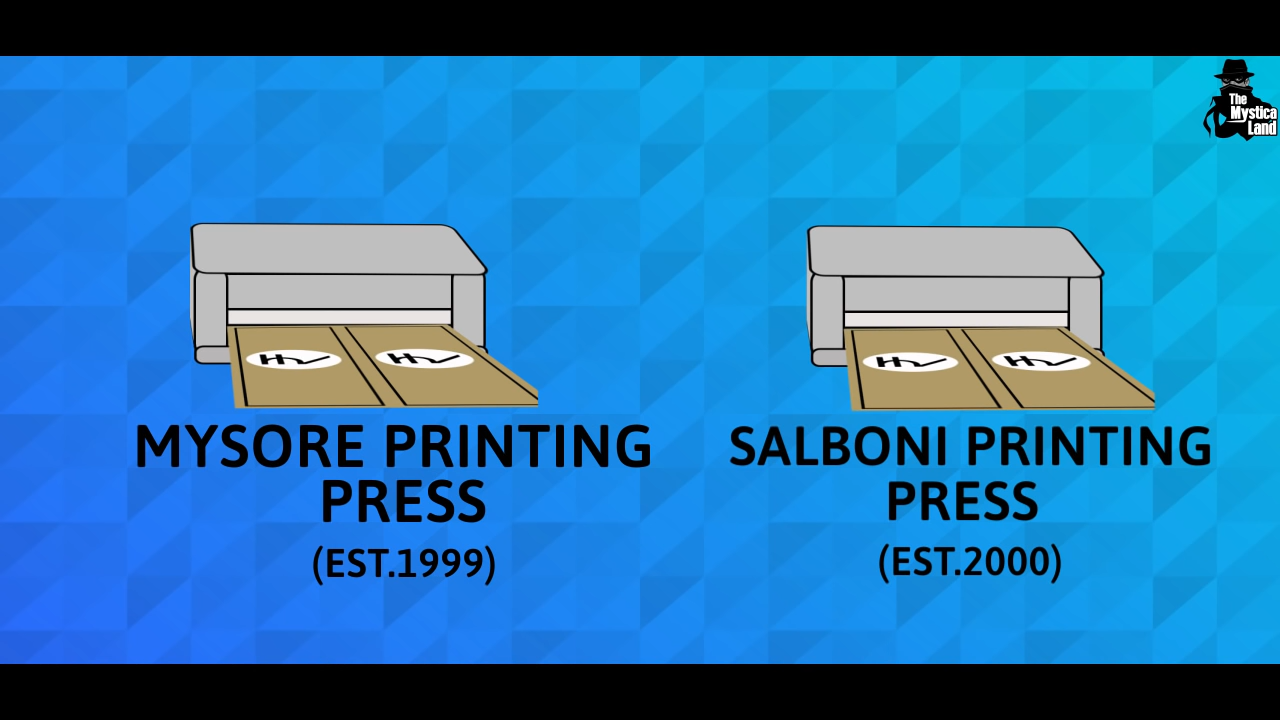 The
Mystica
Land
MYSORE PRINTING
PRESS
(EST.1999)
SALBONI PRINTING
PRESS
(EST.2000)